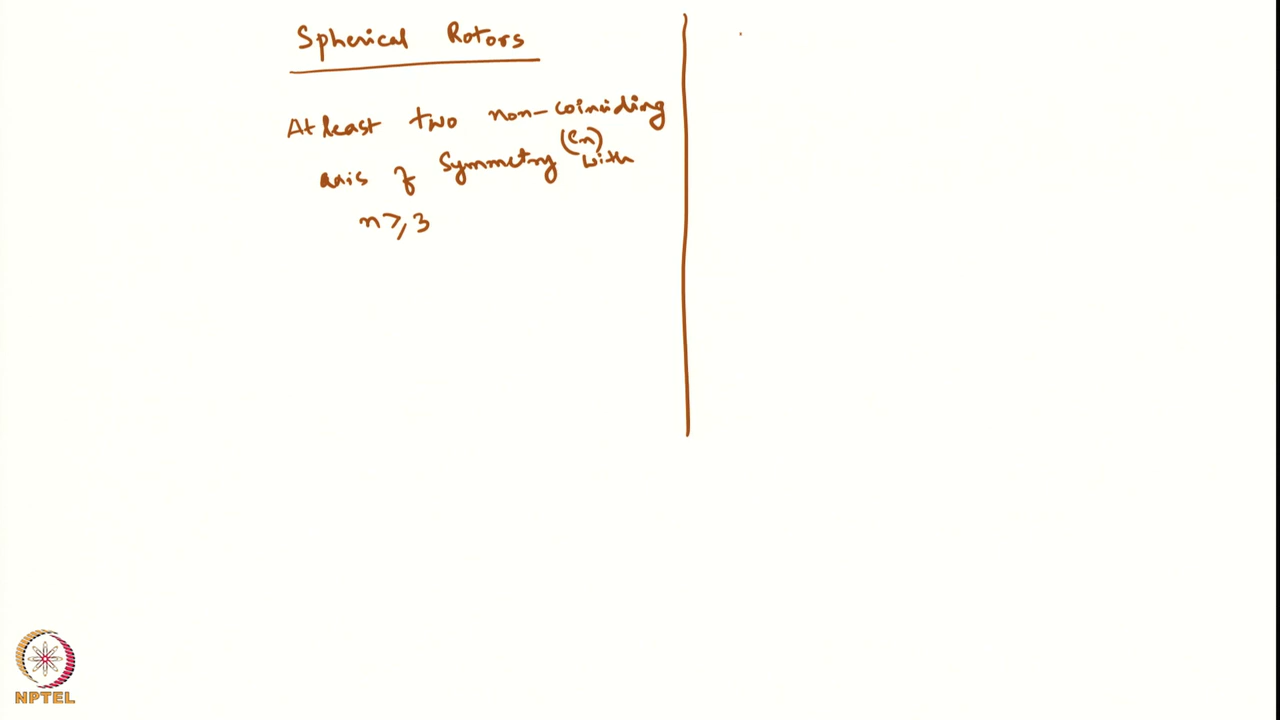 Spherical Rotors
At least two non-coinciding
axis of symmetry (Cn) with
n ≥ 3
NPTEL